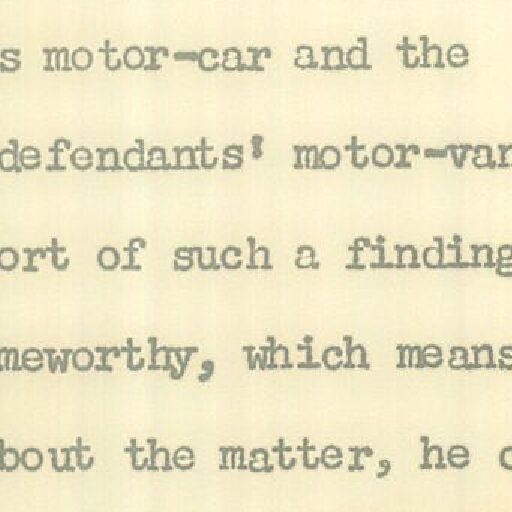 s motor-car and the
defendants' motor-van
ort of such a finding
meworthy, which means
bout the matter, he